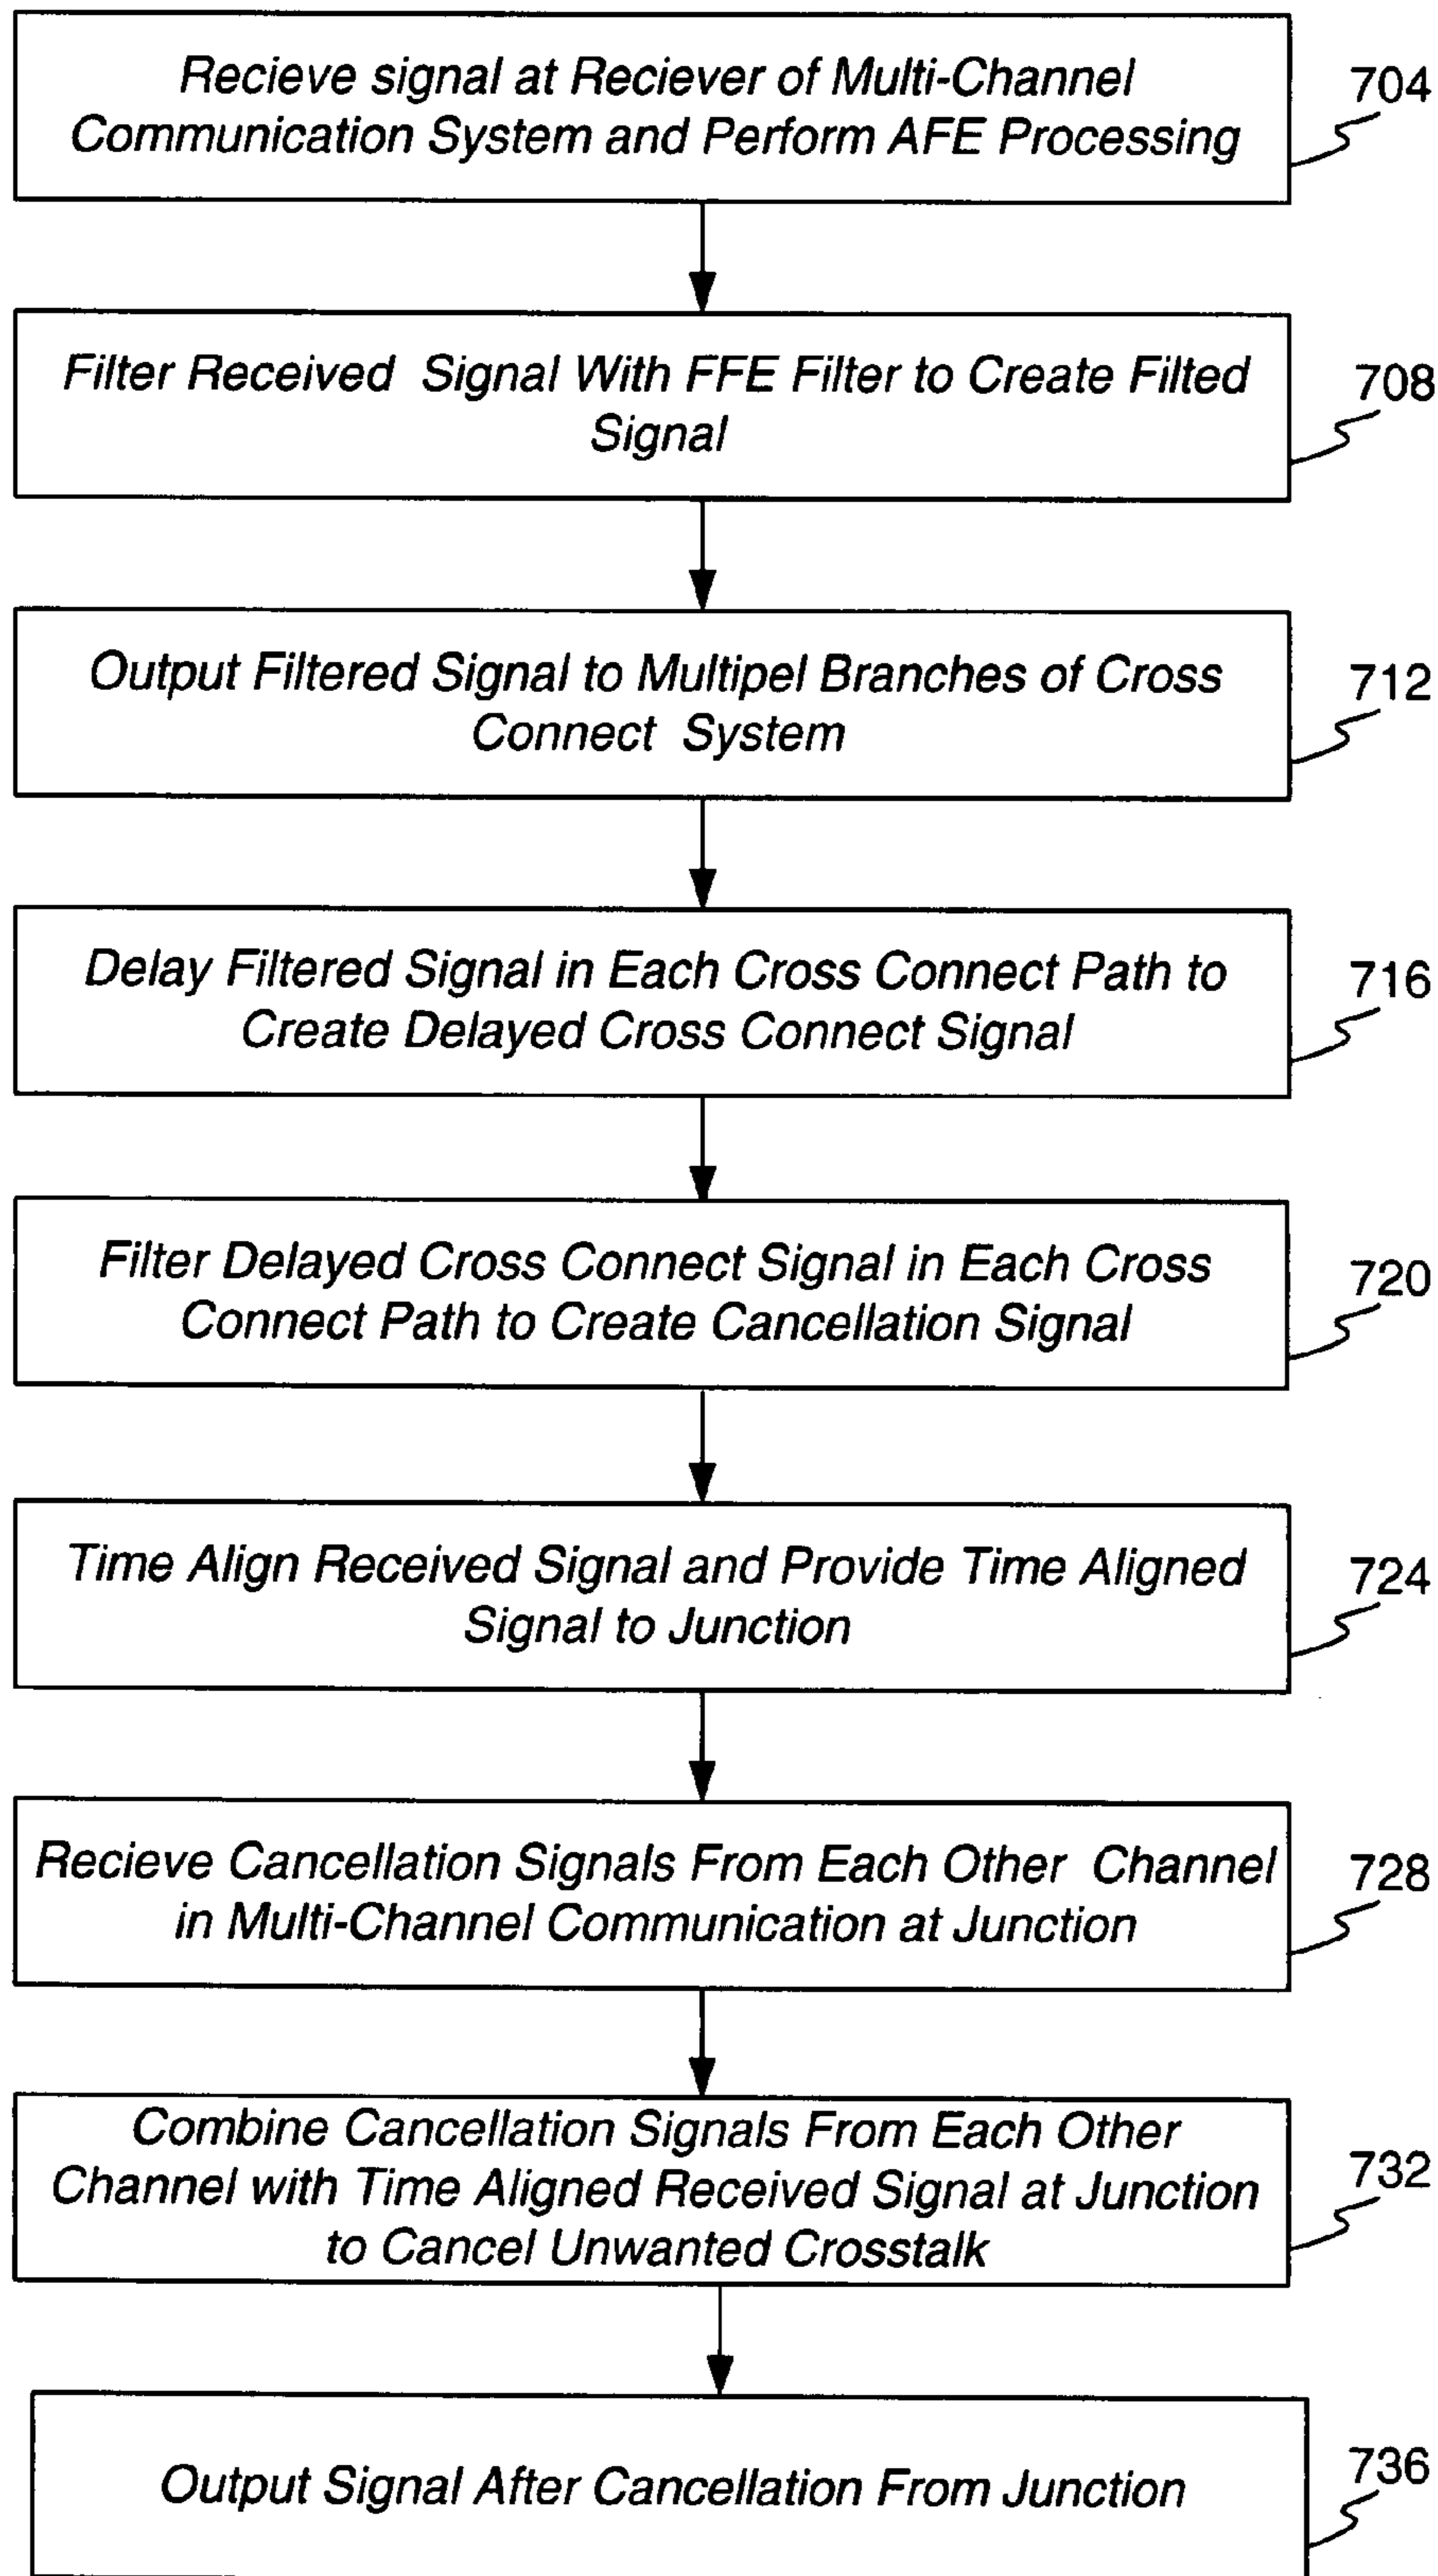 Recieve signal at Reciever of Multi-Channel
Communication System and Perform AFE Processing
704
Filter Received Signal With FFE Filter to Create Filted
Signal
708
Output Filtered Signal to Multipel Branches of Cross
Connect System
712
Delay Filtered Signal in Each Cross Connect Path to
Create Delayed Cross Connect Signal
716
Filter Delayed Cross Connect Signal in Each Cross
Connect Path to Create Cancellation Signal
720
Time Align Received Signal and Provide Time Aligned
Signal to Junction
724
Recieve Cancellation Signals From Each Other Channel
in Multi-Channel Communication at Junction
728
Combine Cancellation Signals From Each Other
Channel with Time Aligned Received Signal at Junction
to Cancel Unwanted Crosstalk
732
Output Signal After Cancellation From Junction
736